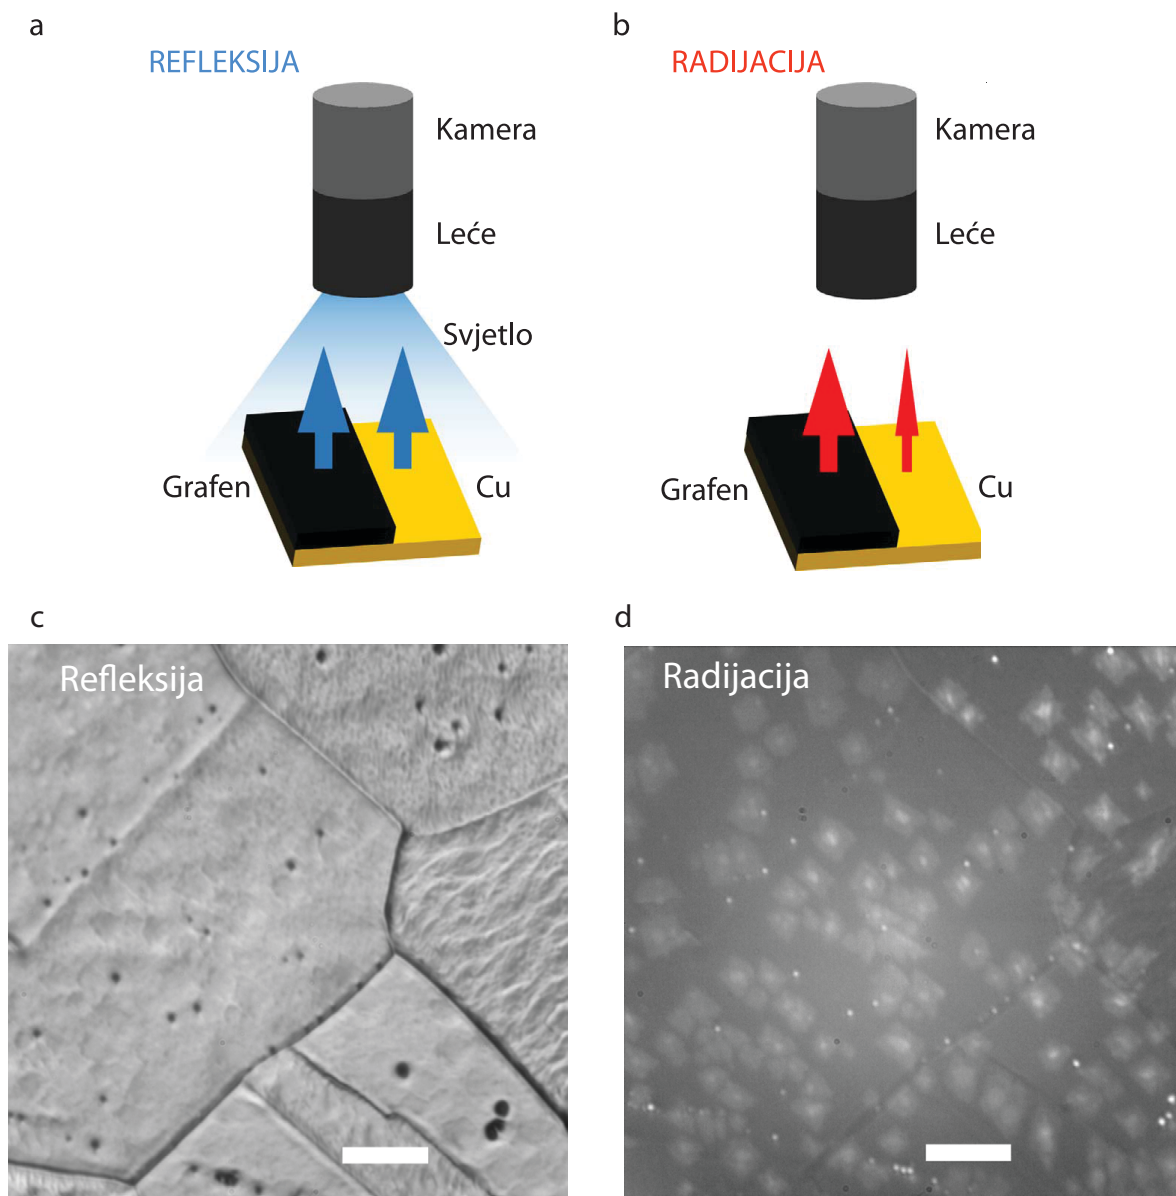 a
REFLEKSIJA
Kamera
Leće
Svjetlo
Grafen
Cu
b
RADIJACIJA
Kamera
Leće
Grafen
Cu
c
Refleksija
d
Radijacija